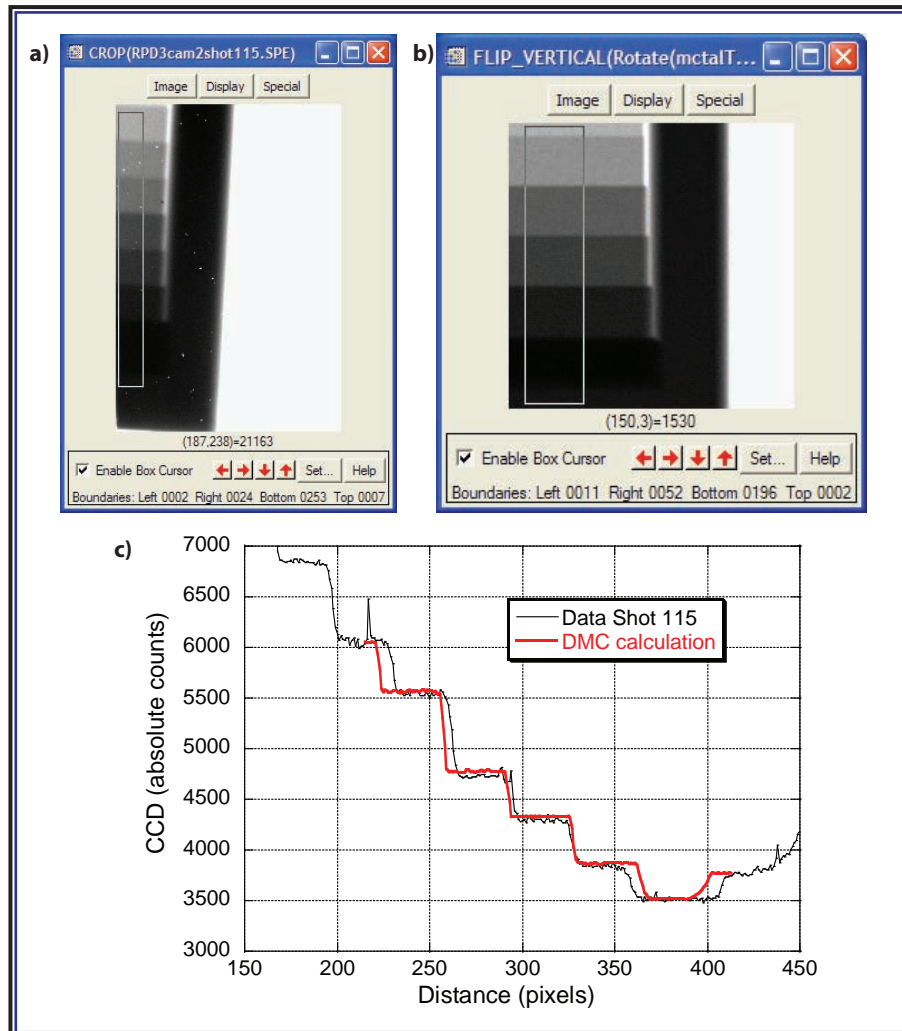 a)
CROP(RPD3cam2shot115.SPE)
Image Display Special
(187,238)=21163
Enable Box Cursor Set... Help
Boundaries: Left 0002 Right 0024 Bottom 0253 Top 0007
b)
FLIP_VERTICAL(Rotate(mctalT...
Image Display Special
(150,3)=1530
Enable Box Cursor Set... Help
Boundaries: Left 0011 Right 0052 Bottom 0196 Top 0002
c)
7000
6500
6000
5500
5000
4500
4000
3500
3000
CCD (absolute counts)
Data Shot 115
DMC calculation
150 200 250 300 350 400 450
Distance (pixels)